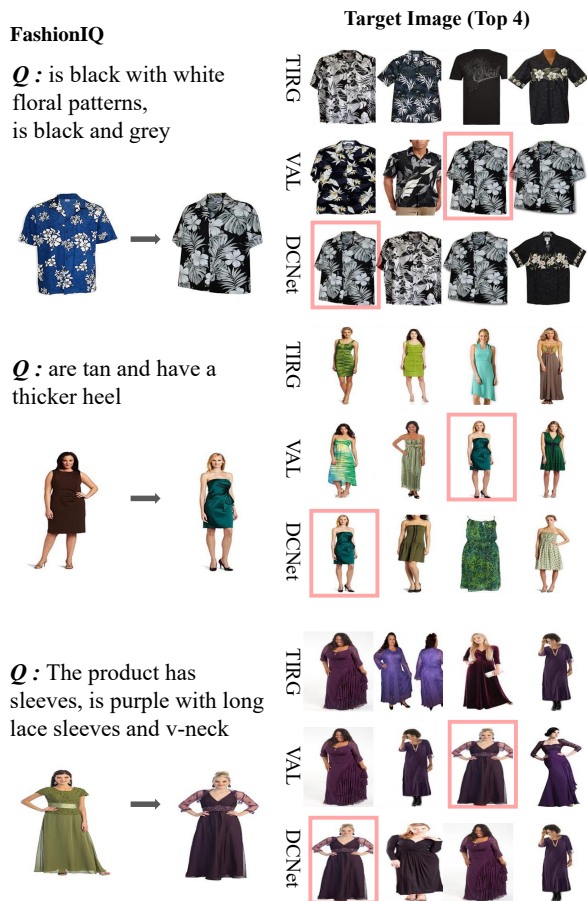 Target Image (Top 4)
FashionIQ
Q : is black with white
floral patterns,
is black and grey
TIRG
VAL
DCNet
Q : are tan and have a
thicker heel
TIRG
VAL
DCNet
Q : The product has
sleeves, is purple with long
lace sleeves and v-neck
TIRG
VAL
DCNet